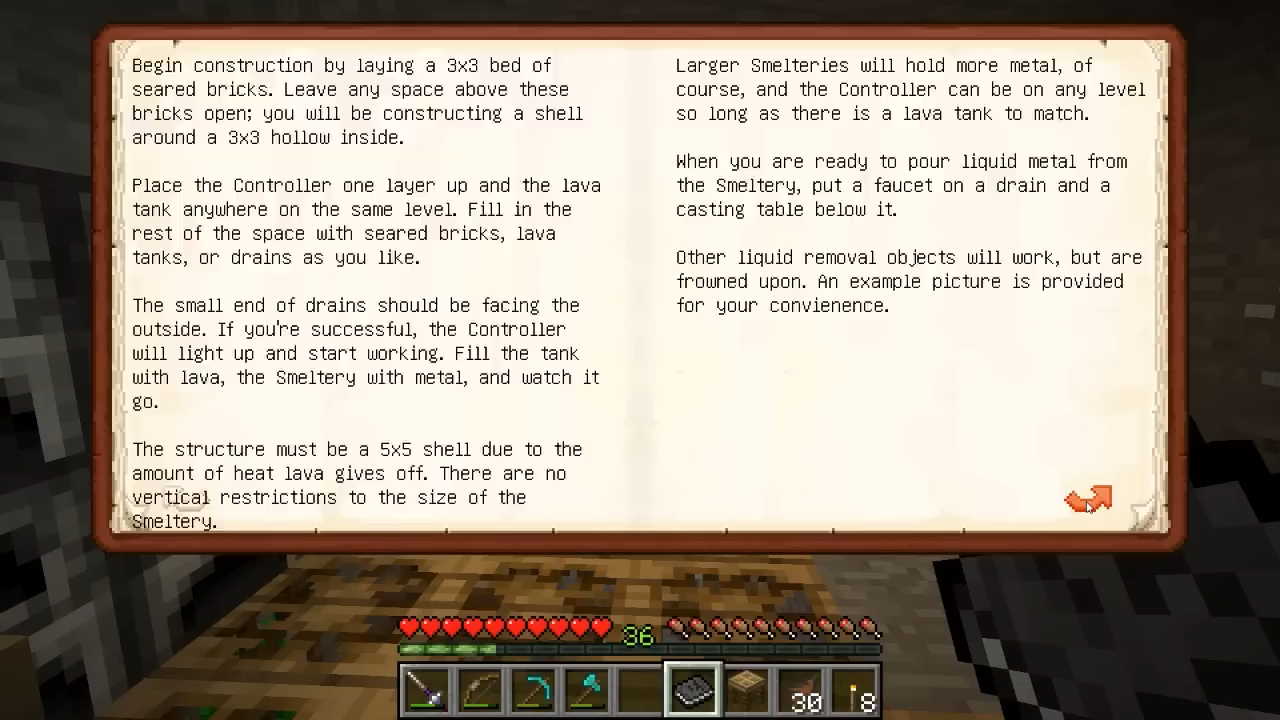 Begin construction by laying a 3x3 bed of
seared bricks. Leave any space above these
bricks open; you will be constructing a shell
around a 3x3 hollow inside.
Place the Controller one layer up and the lava
tank anywhere on the same level. Fill in the
rest of the space with seared bricks, lava
tanks, or drains as you like.
The small end of drains should be facing the
outside. If you're successful, the Controller
will light up and start working. Fill the tank
with lava, the Smeltery with metal, and watch it
go.
The structure must be a 5x5 shell due to the
amount of heat lava gives off. There are no
vertical restrictions to the size of the
Smeltery.
Larger Smelteries will hold more metal, of
course, and the Controller can be on any level
so long as there is a lava tank to match.
When you are ready to pour liquid metal from
the Smeltery, put a faucet on a drain and a
casting table below it.
Other liquid removal objects will work, but are
frowned upon. An example picture is provided
for your convienence.
36
30
8